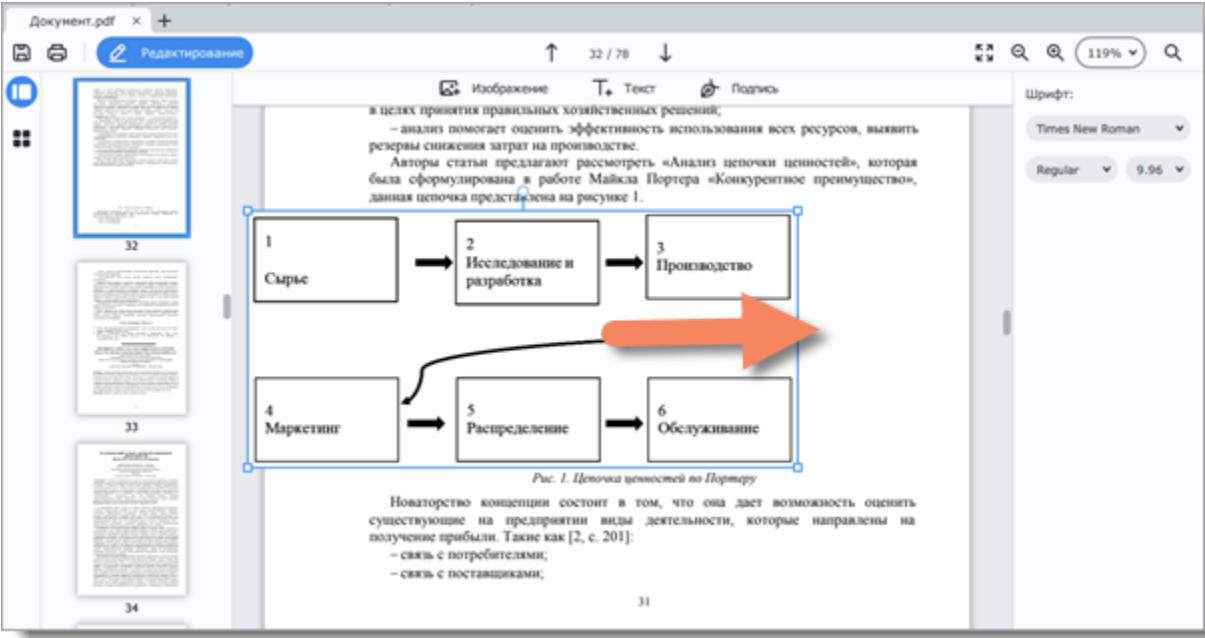 Документ.pdf
Редактирование
32 / 78
119%
Изображение
Текст
Подпись
Шрифт:
Times New Roman
Regular
9.96
32
33
34
в целях принятия правильных хозяйственных решений;
– анализ помогает оценить эффективность использования всех ресурсов, выявить
резервы снижения затрат на производстве.
Авторы статьи предлагают рассмотреть «Анализ цепочки ценностей», которая
была сформулирована в работе Майкла Портера «Конкурентное преимущество»,
данная цепочка представлена на рисунке 1.
1
Сырье
2
Исследование и
разработка
3
Производство
4
Маркетинг
5
Распределение
6
Обслуживание
Рис. 1. Цепочка ценностей по Портеру
Новаторство концепции состоит в том, что она дает возможность оценить
существующие на предприятии виды деятельности, которые направлены на
получение прибыли. Такие как [2, с. 201]:
– связь с потребителями;
– связь с поставщиками;
31